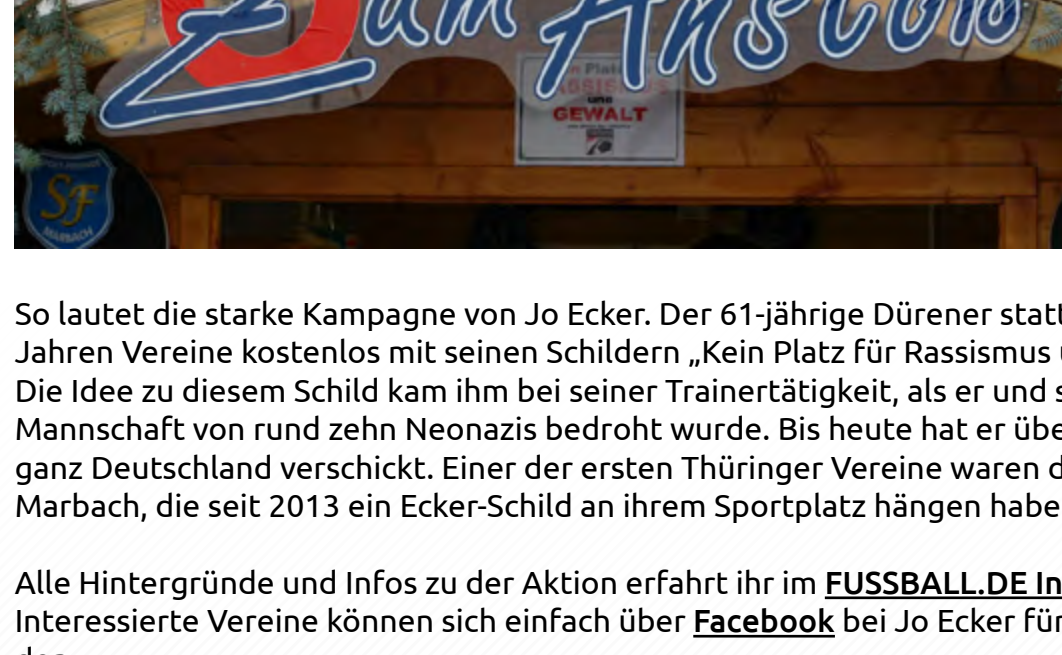 Zum Anstoß
GEWALT
SF
MARBACH
So lautet die starke Kampagne von Jo Ecker. Der 61-jährige Dürener statt
Jahren Vereine kostenlos mit seinen Schildern „Kein Platz für Rassismus
Die Idee zu diesem Schild kam ihm bei seiner Trainertätigkeit, als er und s
Mannschaft von rund zehn Neonazis bedroht wurde. Bis heute hat er übe
ganz Deutschland verschickt. Einer der ersten Thüringer Vereine waren d
Marbach, die seit 2013 ein Ecker-Schild an ihrem Sportplatz hängen habe
Alle Hintergründe und Infos zu der Aktion erfahrt ihr im FUSSBALL.DE In
Interessierte Vereine können sich einfach über Facebook bei Jo Ecker für